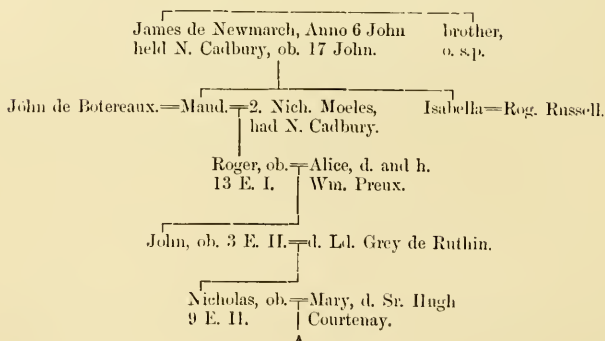 James de Newmarch, Anno 6 John brother,
held N. Cadbury, ob. 17 John. o. s.p.
John de Botereaux.=Maud.=2. Nich. Moeles, Isabella=Rog. Russell.
had N. Cadbury.
Roger, ob.=Alice, d. and h.
13 E. I. Wm. Preux.
John, ob. 3 E. II.=d. Ld. Grey de Ruthin.
Nicholas, ob.=Mary, d. Sr. Hugh
9 E. II. Courtenay.